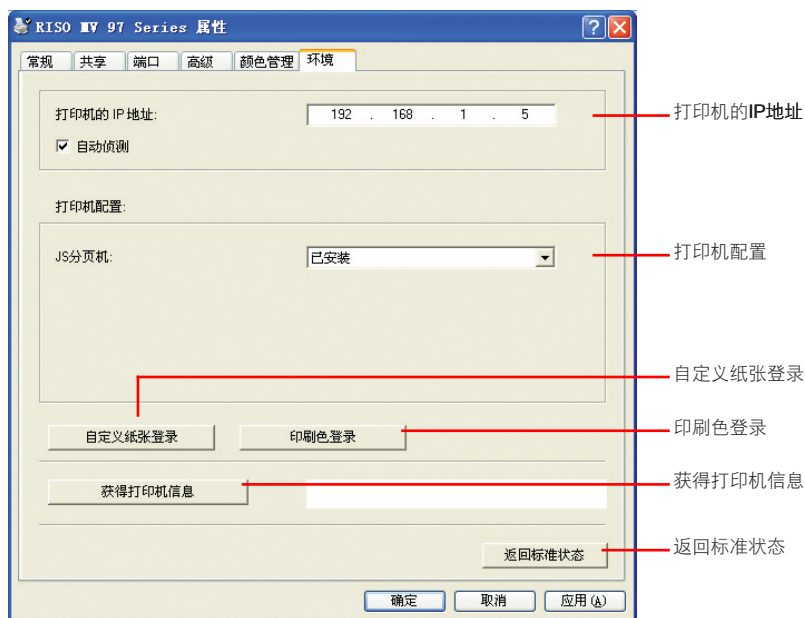 RISO MV 97 Series 属性
常规 共享 端口 高级 颜色管理 环境
打印机的 IP 地址: 192 . 168 . 1 . 5
打印机的IP地址
自动侦测
打印机配置:
JS分页机: 已安装
打印机配置
自定义纸张登录
印刷色登录
自定义纸张登录 印刷色登录
获得打印机信息
获得打印机信息
返回标准状态
返回标准状态
确定 取消 应用(A)